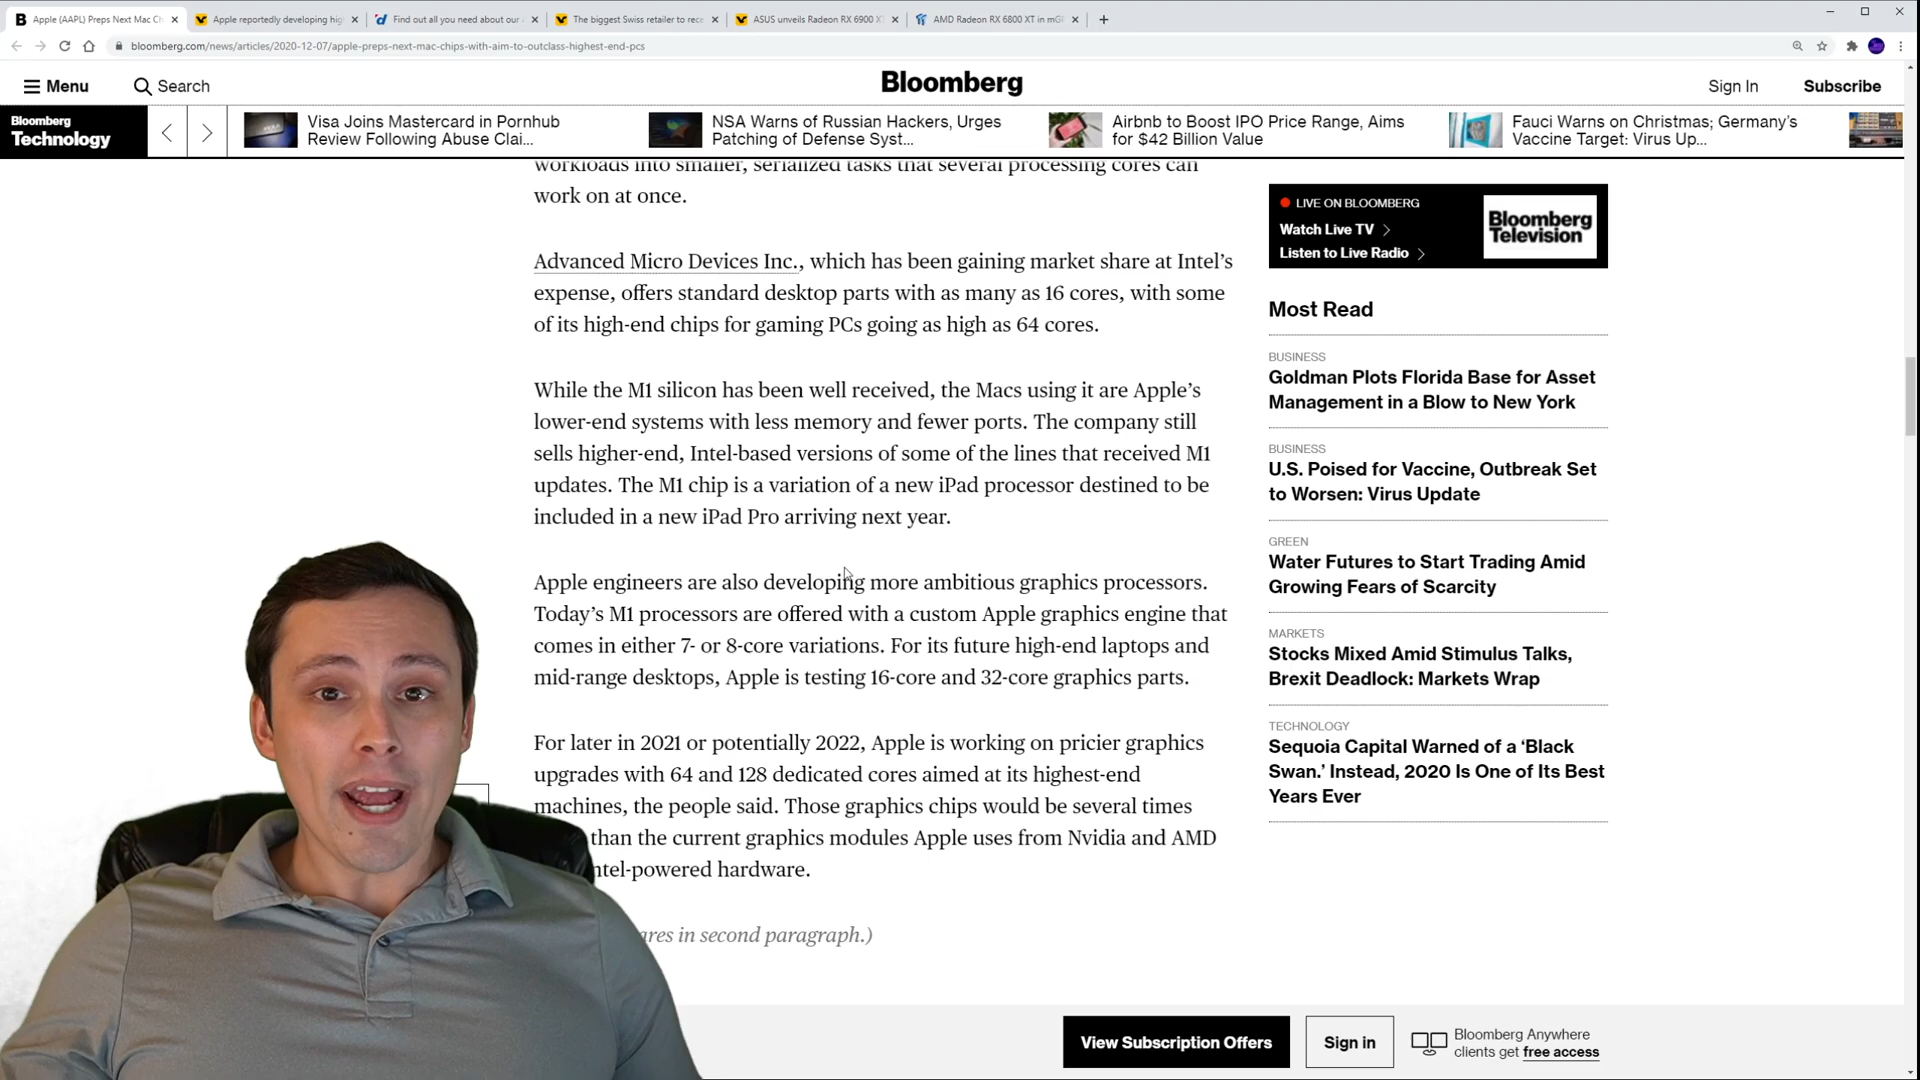 Apple (AAPL) Preps Next Mac Ch
Apple reportedly developing hig
Find out all you need about our
The biggest Swiss retailer to rece
ASUS unveils Radeon RX 6900 XT
AMD Radeon RX 6800 XT in mG
bloomberg.com/news/articles/2020-12-07/apple-preps-next-mac-chips-with-aim-to-outclass-highest-end-pcs
Menu
Search
Bloomberg
Sign In
Subscribe
Bloomberg
Technology
Visa Joins Mastercard in Pornhub
Review Following Abuse Clai...
NSA Warns of Russian Hackers, Urges
Patching of Defense Syst...
Airbnb to Boost IPO Price Range, Aims
for $42 Billion Value
Fauci Warns on Christmas; Germany's
Vaccine Target: Virus Up...
workloads into smaller, serialized tasks that several processing cores can
work on at once.
Advanced Micro Devices Inc., which has been gaining market share at Intel's
expense, offers standard desktop parts with as many as 16 cores, with some
of its high-end chips for gaming PCs going as high as 64 cores.
While the M1 silicon has been well received, the Macs using it are Apple's
lower-end systems with less memory and fewer ports. The company still
sells higher-end, Intel-based versions of some of the lines that received M1
updates. The M1 chip is a variation of a new iPad processor destined to be
included in a new iPad Pro arriving next year.
Apple engineers are also developing more ambitious graphics processors.
Today's M1 processors are offered with a custom Apple graphics engine that
comes in either 7- or 8-core variations. For its future high-end laptops and
mid-range desktops, Apple is testing 16-core and 32-core graphics parts.
For later in 2021 or potentially 2022, Apple is working on pricier graphics
upgrades with 64 and 128 dedicated cores aimed at its highest-end
machines, the people said. Those graphics chips would be several times
than the current graphics modules Apple uses from Nvidia and AMD
ntel-powered hardware.
ares in second paragraph.)
LIVE ON BLOOMBERG
Watch Live TV
Listen to Live Radio
Bloomberg
Television
Most Read
BUSINESS
Goldman Plots Florida Base for Asset
Management in a Blow to New York
BUSINESS
U.S. Poised for Vaccine, Outbreak Set
to Worsen: Virus Update
GREEN
Water Futures to Start Trading Amid
Growing Fears of Scarcity
MARKETS
Stocks Mixed Amid Stimulus Talks,
Brexit Deadlock: Markets Wrap
TECHNOLOGY
Sequoia Capital Warned of a 'Black
Swan.' Instead, 2020 Is One of Its Best
Years Ever
View Subscription Offers
Sign in
Bloomberg Anywhere
clients get free access